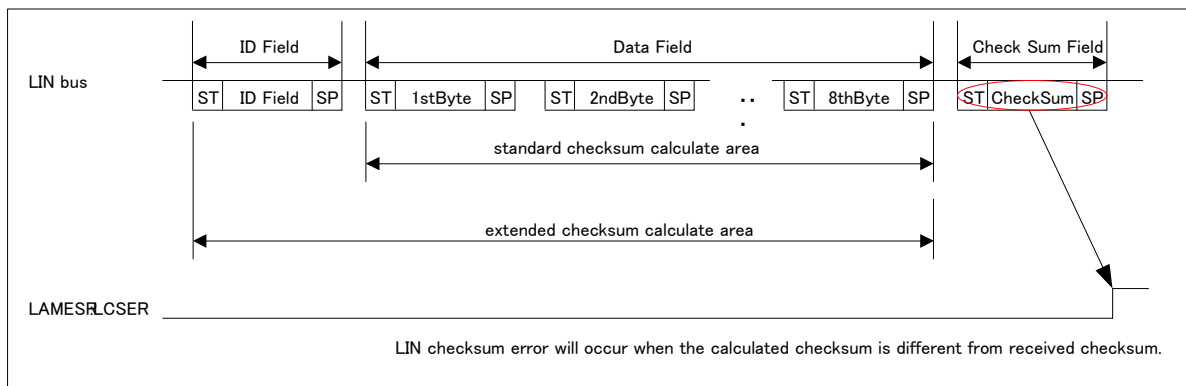 ID Field Data Field Check Sum Field
LIN bus
ST ID Field SP ST 1stByte SP ST 2ndByte SP ‥. ST 8thByte SP ST CheckSum SP
standard checksum calculate area
extended checksum calculate area
LAMESR:LCSER
LIN checksum error will occur when the calculated checksum is different from received checksum.